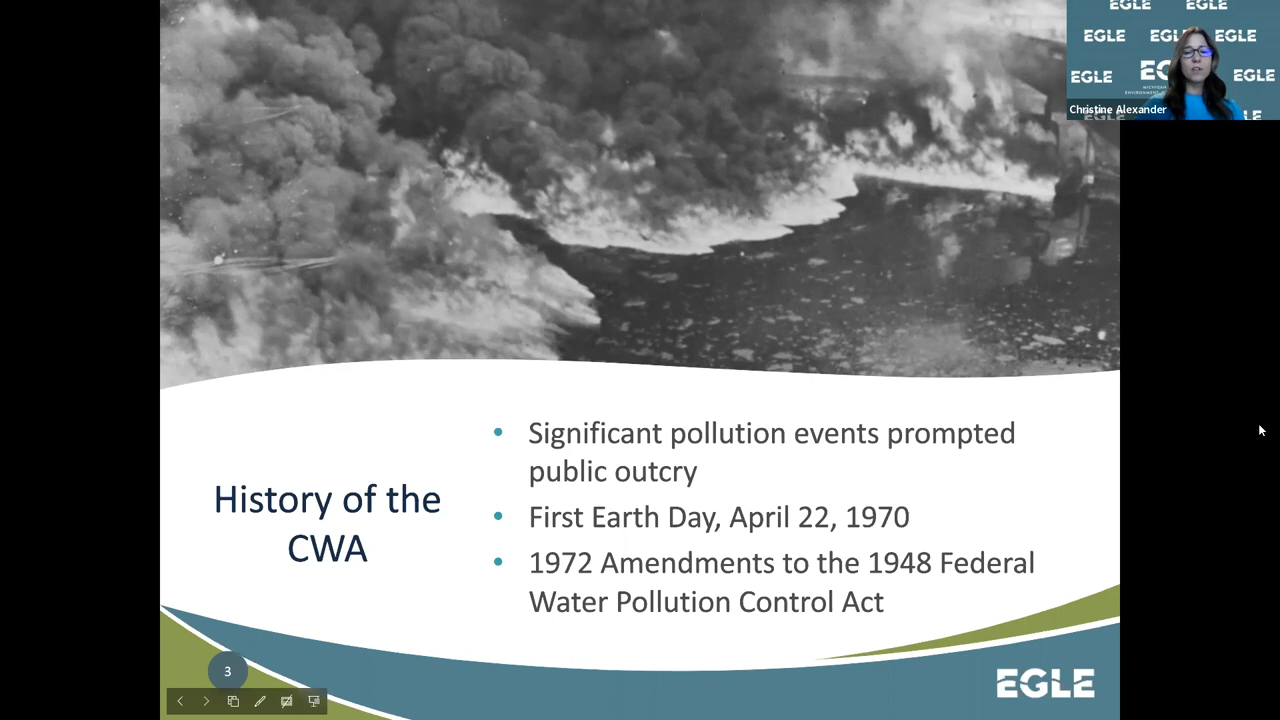 EGLE EGLE
EGLE EGLE EGLE
EGLE EGLE
Christine Alexander
History of the
CWA
• Significant pollution events prompted
public outcry
• First Earth Day, April 22, 1970
• 1972 Amendments to the 1948 Federal
Water Pollution Control Act
3
EGLE